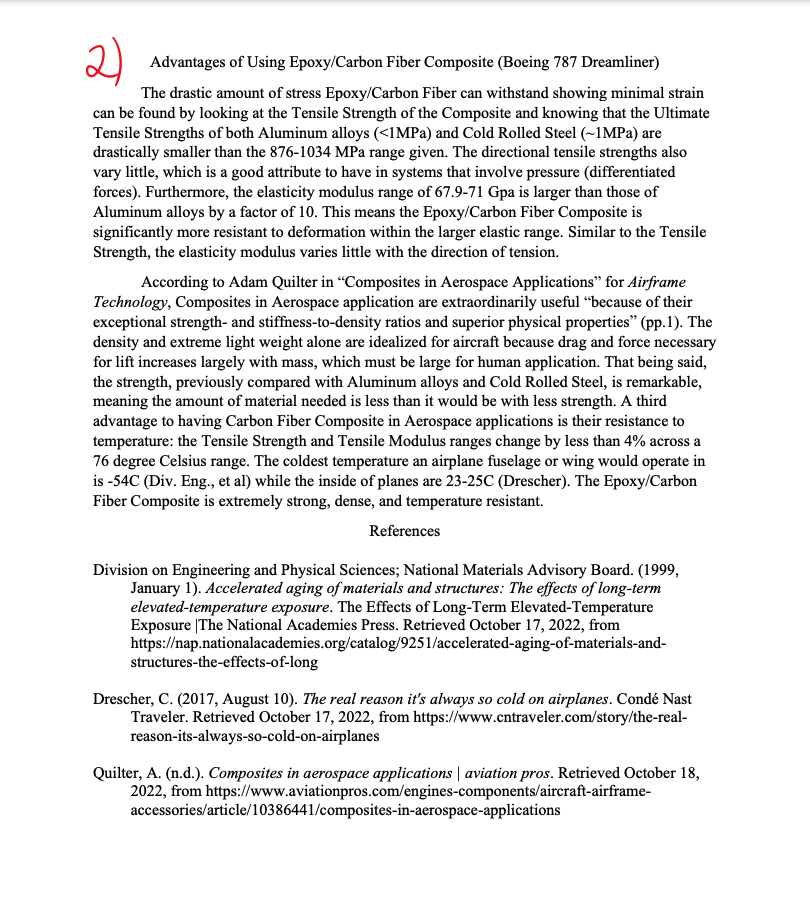 2)
Advantages of Using Epoxy/Carbon Fiber Composite (Boeing 787 Dreamliner)
The drastic amount of stress Epoxy/Carbon Fiber can withstand showing minimal strain
can be found by looking at the Tensile Strength of the Composite and knowing that the Ultimate
Tensile Strengths of both Aluminum alloys (<1MPa) and Cold Rolled Steel (~1MPa) are
drastically smaller than the 876-1034 MPa range given. The directional tensile strengths also
vary little, which is a good attribute to have in systems that involve pressure (differentiated
forces). Furthermore, the elasticity modulus range of 67.9-71 Gpa is larger than those of
Aluminum alloys by a factor of 10. This means the Epoxy/Carbon Fiber Composite is
significantly more resistant to deformation within the larger elastic range. Similar to the Tensile
Strength, the elasticity modulus varies little with the direction of tension.
According to Adam Quilter in “Composites in Aerospace Applications” for Airframe
Technology, Composites in Aerospace application are extraordinarily useful “because of their
exceptional strength- and stiffness-to-density ratios and superior physical properties” (pp.1). The
density and extreme light weight alone are idealized for aircraft because drag and force necessary
for lift increases largely with mass, which must be large for human application. That being said,
the strength, previously compared with Aluminum alloys and Cold Rolled Steel, is remarkable,
meaning the amount of material needed is less than it would be with less strength. A third
advantage to having Carbon Fiber Composite in Aerospace applications is their resistance to
temperature: the Tensile Strength and Tensile Modulus ranges change by less than 4% across a
76 degree Celsius range. The coldest temperature an airplane fuselage or wing would operate in
is -54C (Div. Eng., et al) while the inside of planes are 23-25C (Drescher). The Epoxy/Carbon
Fiber Composite is extremely strong, dense, and temperature resistant.
References
Division on Engineering and Physical Sciences; National Materials Advisory Board. (1999,
January 1). Accelerated aging of materials and structures: The effects of long-term
elevated-temperature exposure. The Effects of Long-Term Elevated-Temperature
Exposure |The National Academies Press. Retrieved October 17, 2022, from
https://nap.nationalacademies.org/catalog/9251/accelerated-aging-of-materials-and-
structures-the-effects-of-long
Drescher, C. (2017, August 10). The real reason it's always so cold on airplanes. Condé Nast
Traveler. Retrieved October 17, 2022, from https://www.cntraveler.com/story/the-real-
reason-its-always-so-cold-on-airplanes
Quilter, A. (n.d.). Composites in aerospace applications | aviation pros. Retrieved October 18,
2022, from https://www.aviationpros.com/engines-components/aircraft-airframe-
accessories/article/10386441/composites-in-aerospace-applications